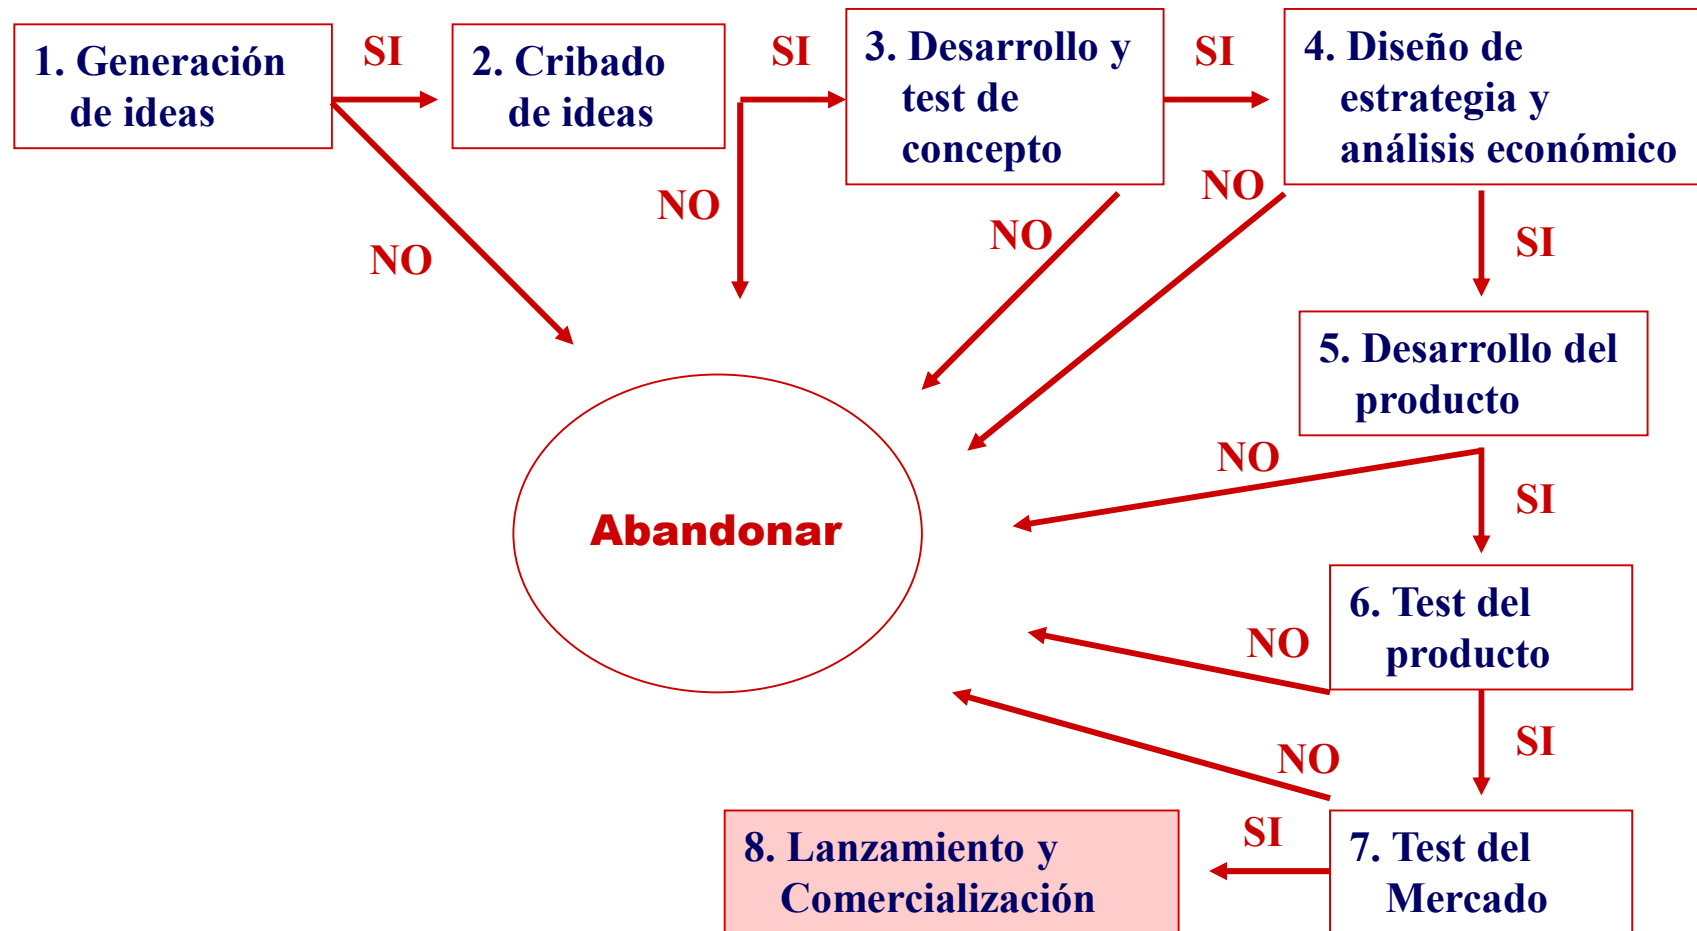 1. Generación
de ideas
SI
2. Cribado
de ideas
SI
3. Desarrollo y
test de
concepto
SI
4. Diseño de
estrategia y
análisis económico
NO
NO
NO
NO
SI
5. Desarrollo del
producto
NO
SI
Abandonar
6. Test del
producto
NO
SI
NO
8. Lanzamiento y
Comercialización
SI
7. Test del
Mercado